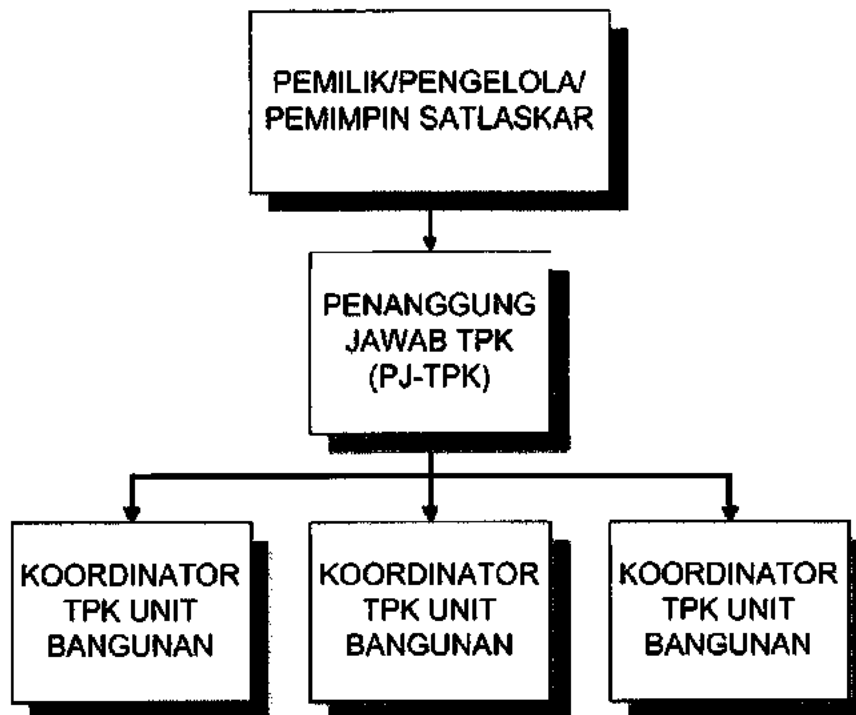 PEMILIK/PENGELOLA/
PEMIMPIN SATLASKAR
PENANGGUNG
JAWAB TPK
(PJ-TPK)
KOORDINATOR
TPK UNIT
BANGUNAN
KOORDINATOR
TPK UNIT
BANGUNAN
KOORDINATOR
TPK UNIT
BANGUNAN